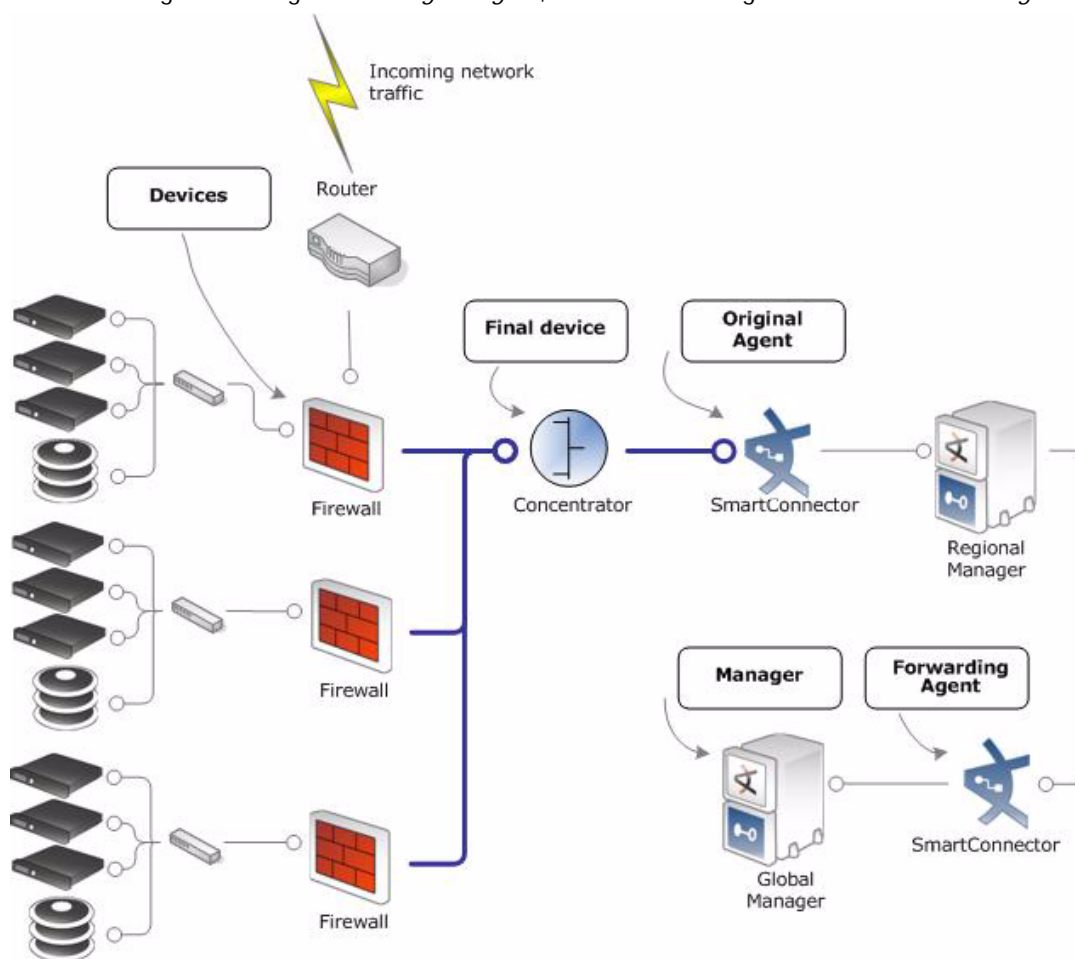 Incoming network
traffic
Devices
Router
Final device
Original
Agent
Firewall
Concentrator
SmartConnector
Regional
Manager
Firewall
Manager
Forwarding
Agent
SmartConnector
Global
Manager
Firewall